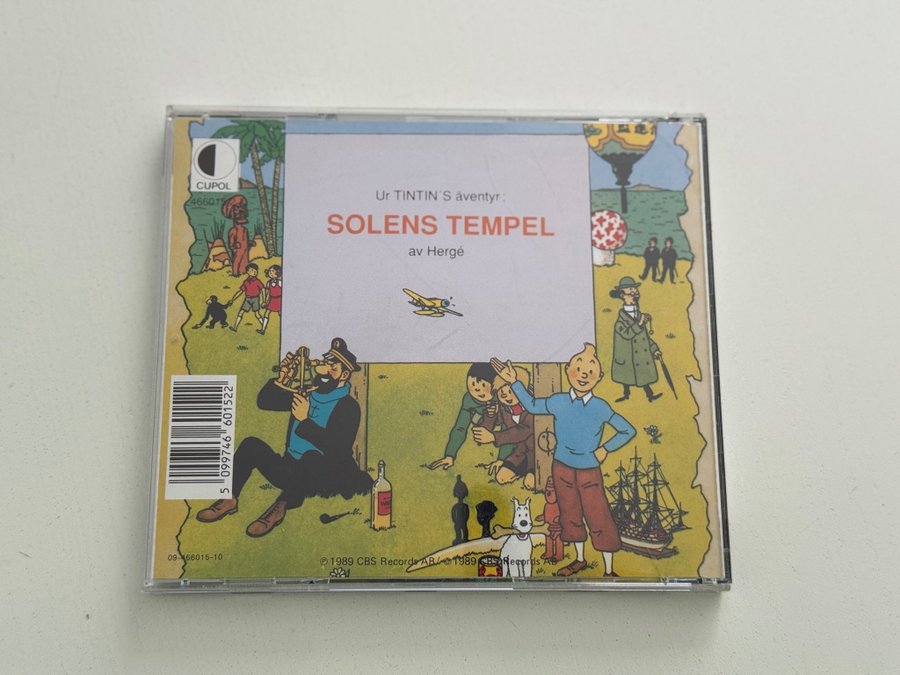 CUPOL
466015
Ur TINTIN´S äventyr:
SOLENS TEMPEL
av Hergé
5 099746 601522
09-466015-10
℗ 1989 CBS Records AB/ © 1989 CBS Records AB